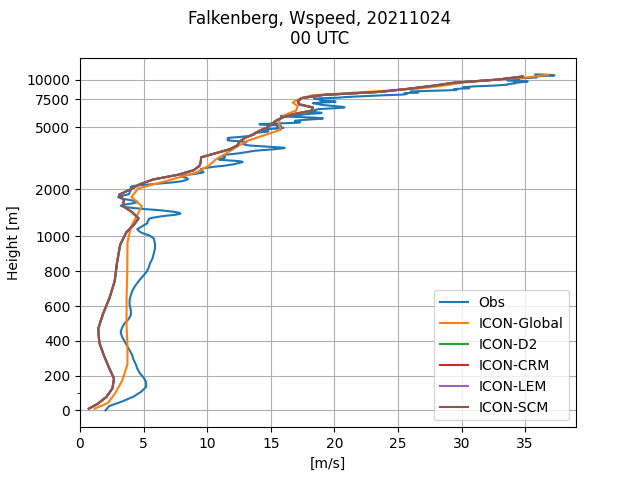 Falkenberg, Wspeed, 20211024
00 UTC
Height [m]
10000
7500
5000
2000
1000
800
600
400
200
0
0 5 10 15 20 25 30 35
[m/s]
Obs
ICON-Global
ICON-D2
ICON-CRM
ICON-LEM
ICON-SCM